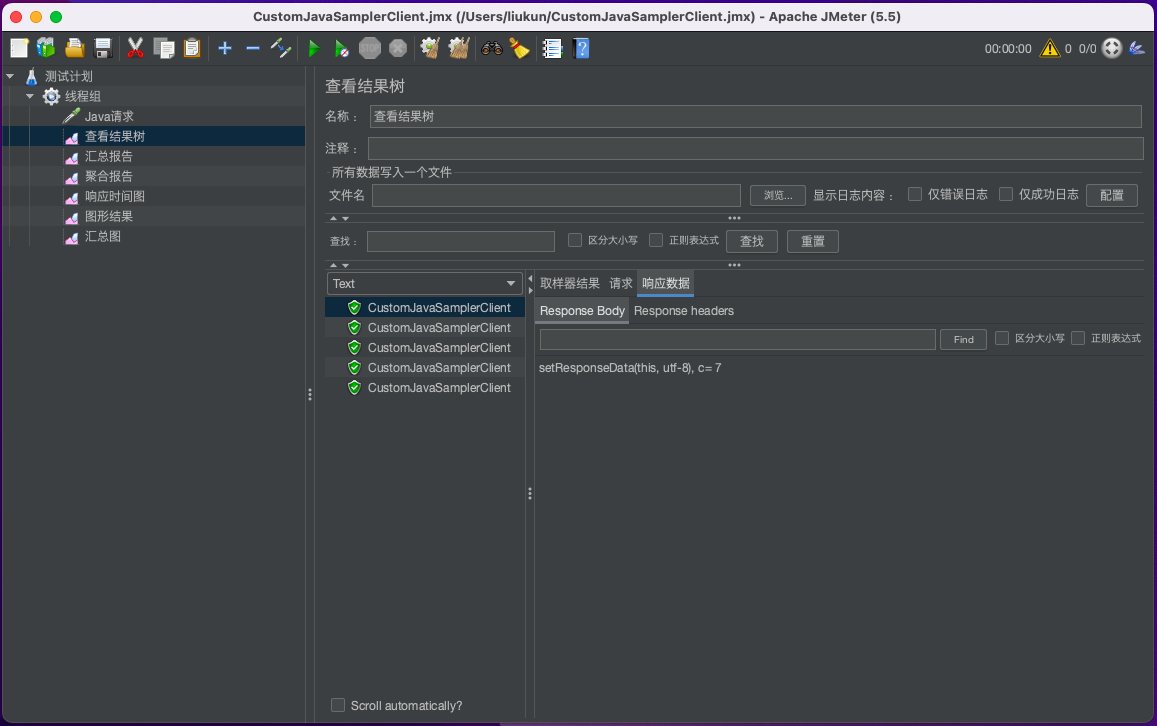 CustomJavaSamplerClient.jmx (/Users/liukun/CustomJavaSamplerClient.jmx) - Apache JMeter (5.5)
STOP
00:00:00 0 0/0
测试计划
线程组
Java请求
查看结果树
汇总报告
聚合报告
响应时间图
图形结果
汇总图
查看结果树
名称： 查看结果树
注释：
所有数据写入一个文件
文件名 浏览... 显示日志内容： 仅错误日志 仅成功日志 配置
查找： 区分大小写 正则表达式 查找 重置
Text
CustomJavaSamplerClient
CustomJavaSamplerClient
CustomJavaSamplerClient
CustomJavaSamplerClient
CustomJavaSamplerClient
Scroll automatically?
取样器结果 请求 响应数据
Response Body Response headers
Find 区分大小写 正则表达式
setResponseData(this, utf-8), c= 7